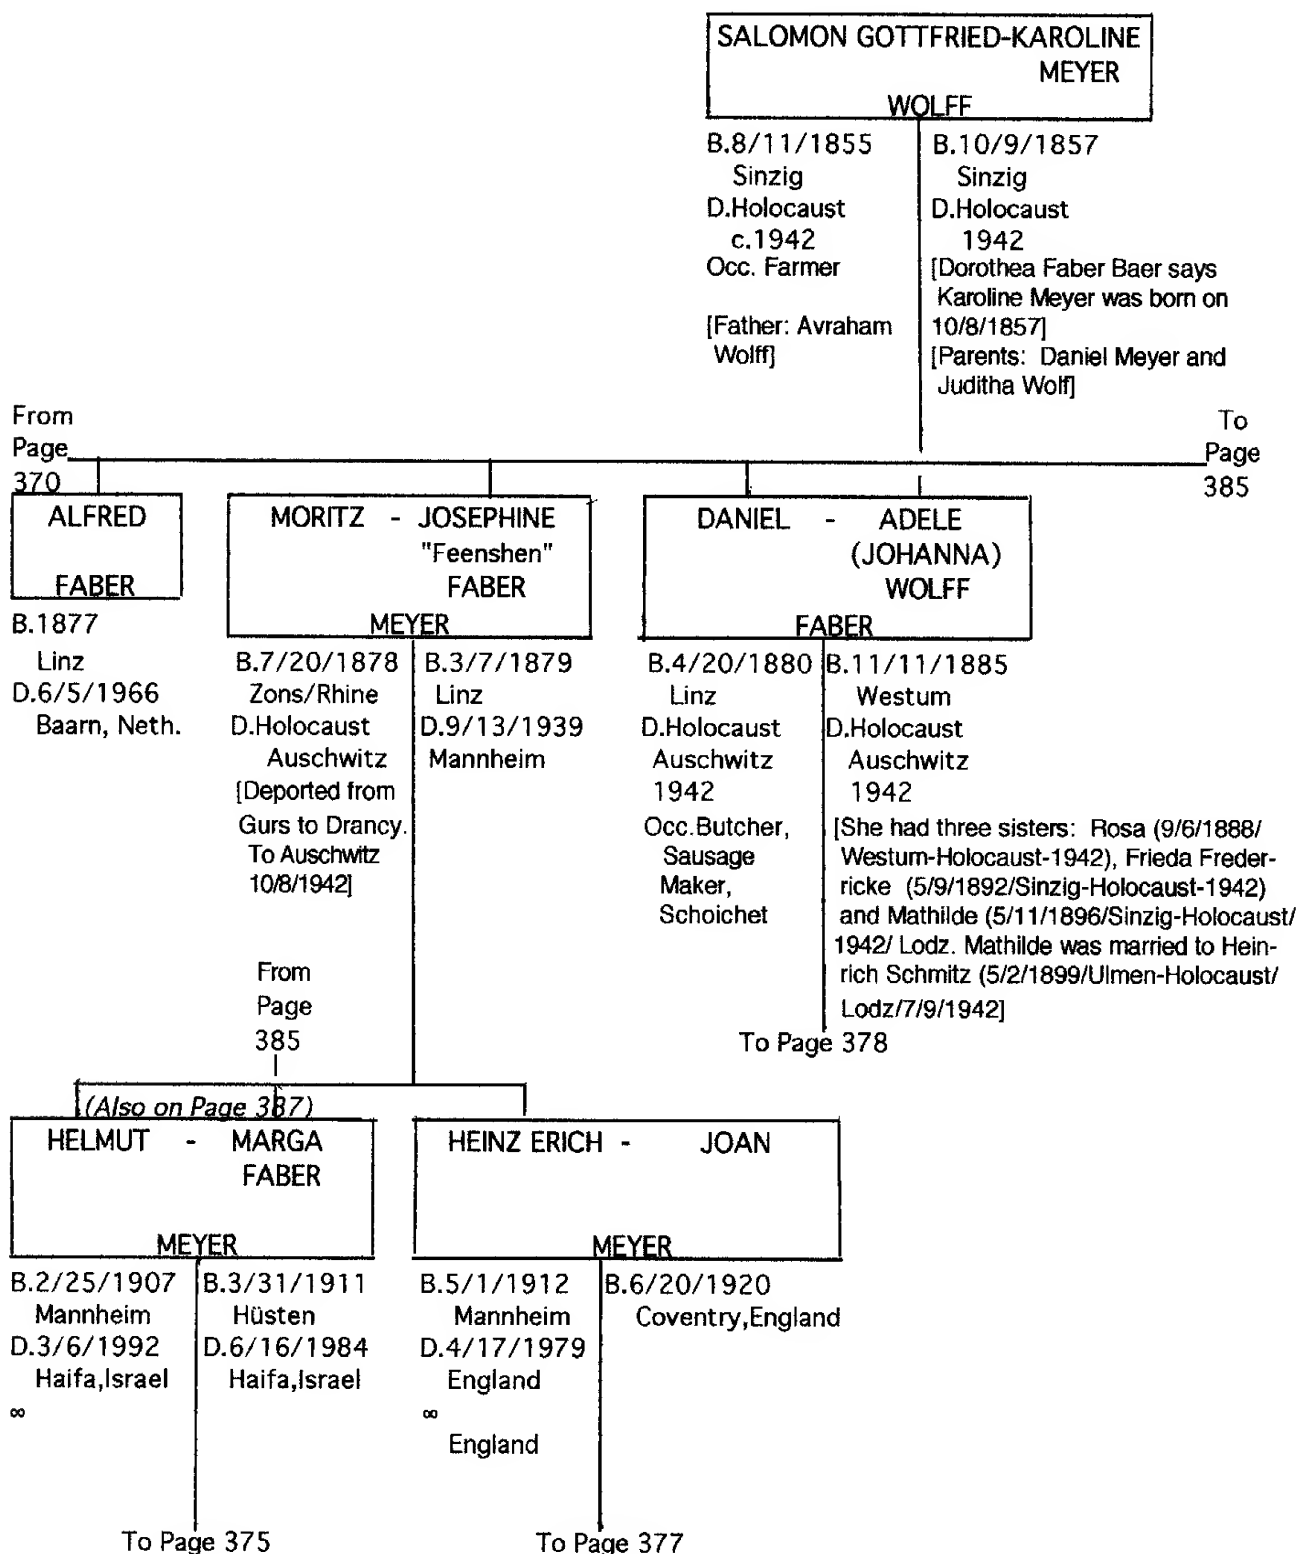 SALOMON GOTTFRIED-KAROLINE
MEYER
WOLFF
B.8/11/1855
Sinzig
D.Holocaust
c.1942
Occ. Farmer
[Father: Avraham
Wolff]
B.10/9/1857
Sinzig
D.Holocaust
1942
[Dorothea Faber Baer says
Karoline Meyer was born on
10/8/1857]
[Parents: Daniel Meyer and
Juditha Wolf]
From
Page
370
To
Page
385
ALFRED
FABER
B.1877
Linz
D.6/5/1966
Baarn, Neth.
MORITZ - JOSEPHINE
"Feenshen"
FABER
MEYER
B.7/20/1878
Zons/Rhine
D.Holocaust
Auschwitz
[Deported from
Gurs to Drancy.
To Auschwitz
10/8/1942]
B.3/7/1879
Linz
D.9/13/1939
Mannheim
DANIEL - ADELE
(JOHANNA)
WOLFF
FABER
B.4/20/1880
Linz
D.Holocaust
Auschwitz
1942
Occ.Butcher,
Sausage
Maker,
Schoichet
B.11/11/1885
Westum
D.Holocaust
Auschwitz
1942
[She had three sisters: Rosa (9/6/1888/
Westum-Holocaust-1942), Frieda Freder-
ricke (5/9/1892/Sinzig-Holocaust-1942)
and Mathilde (5/11/1896/Sinzig-Holocaust/
1942/ Lodz. Mathilde was married to Hein-
rich Schmitz (5/2/1899/Ulmen-Holocaust/
Lodz/7/9/1942]
To Page 378
From
Page
385
(Also on Page 387)
HELMUT - MARGA
FABER
MEYER
B.2/25/1907
Mannheim
D.3/6/1992
Haifa,Israel
∞
B.3/31/1911
Hüsten
D.6/16/1984
Haifa,Israel
To Page 375
HEINZ ERICH - JOAN
MEYER
B.5/1/1912
Mannheim
D.4/17/1979
England
∞
England
B.6/20/1920
Coventry,England
To Page 377